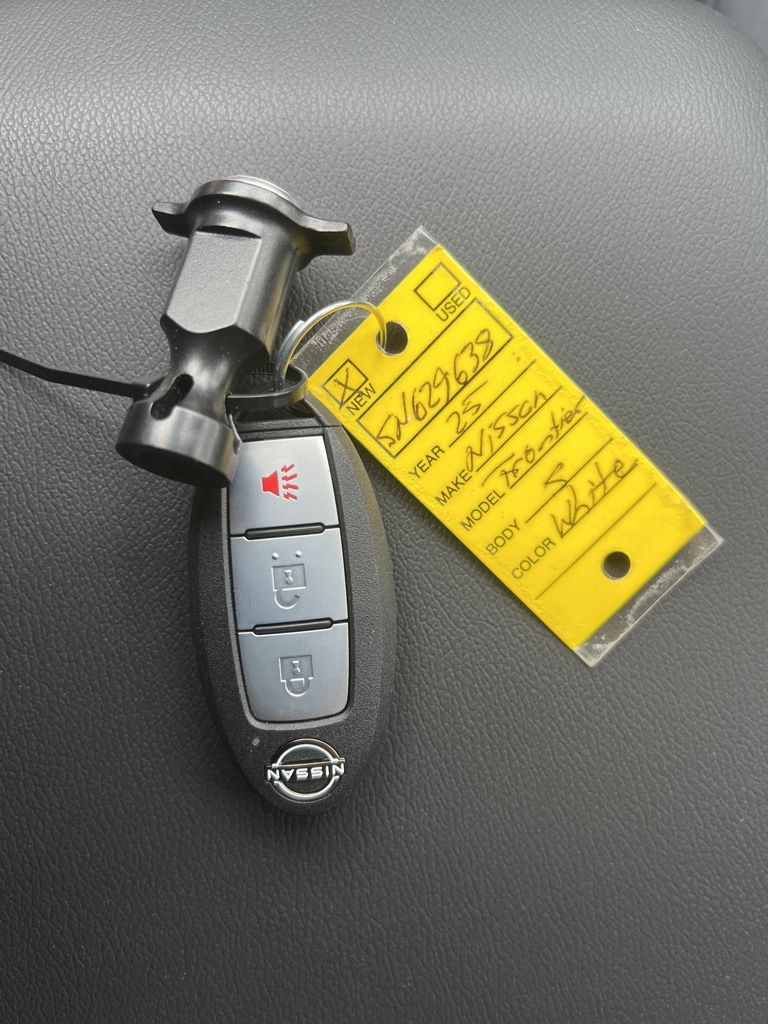 USED
X NEW
SN629638
YEAR 25
MAKE Nissan
MODEL Frontier
BODY S
COLOR White
NISSAN